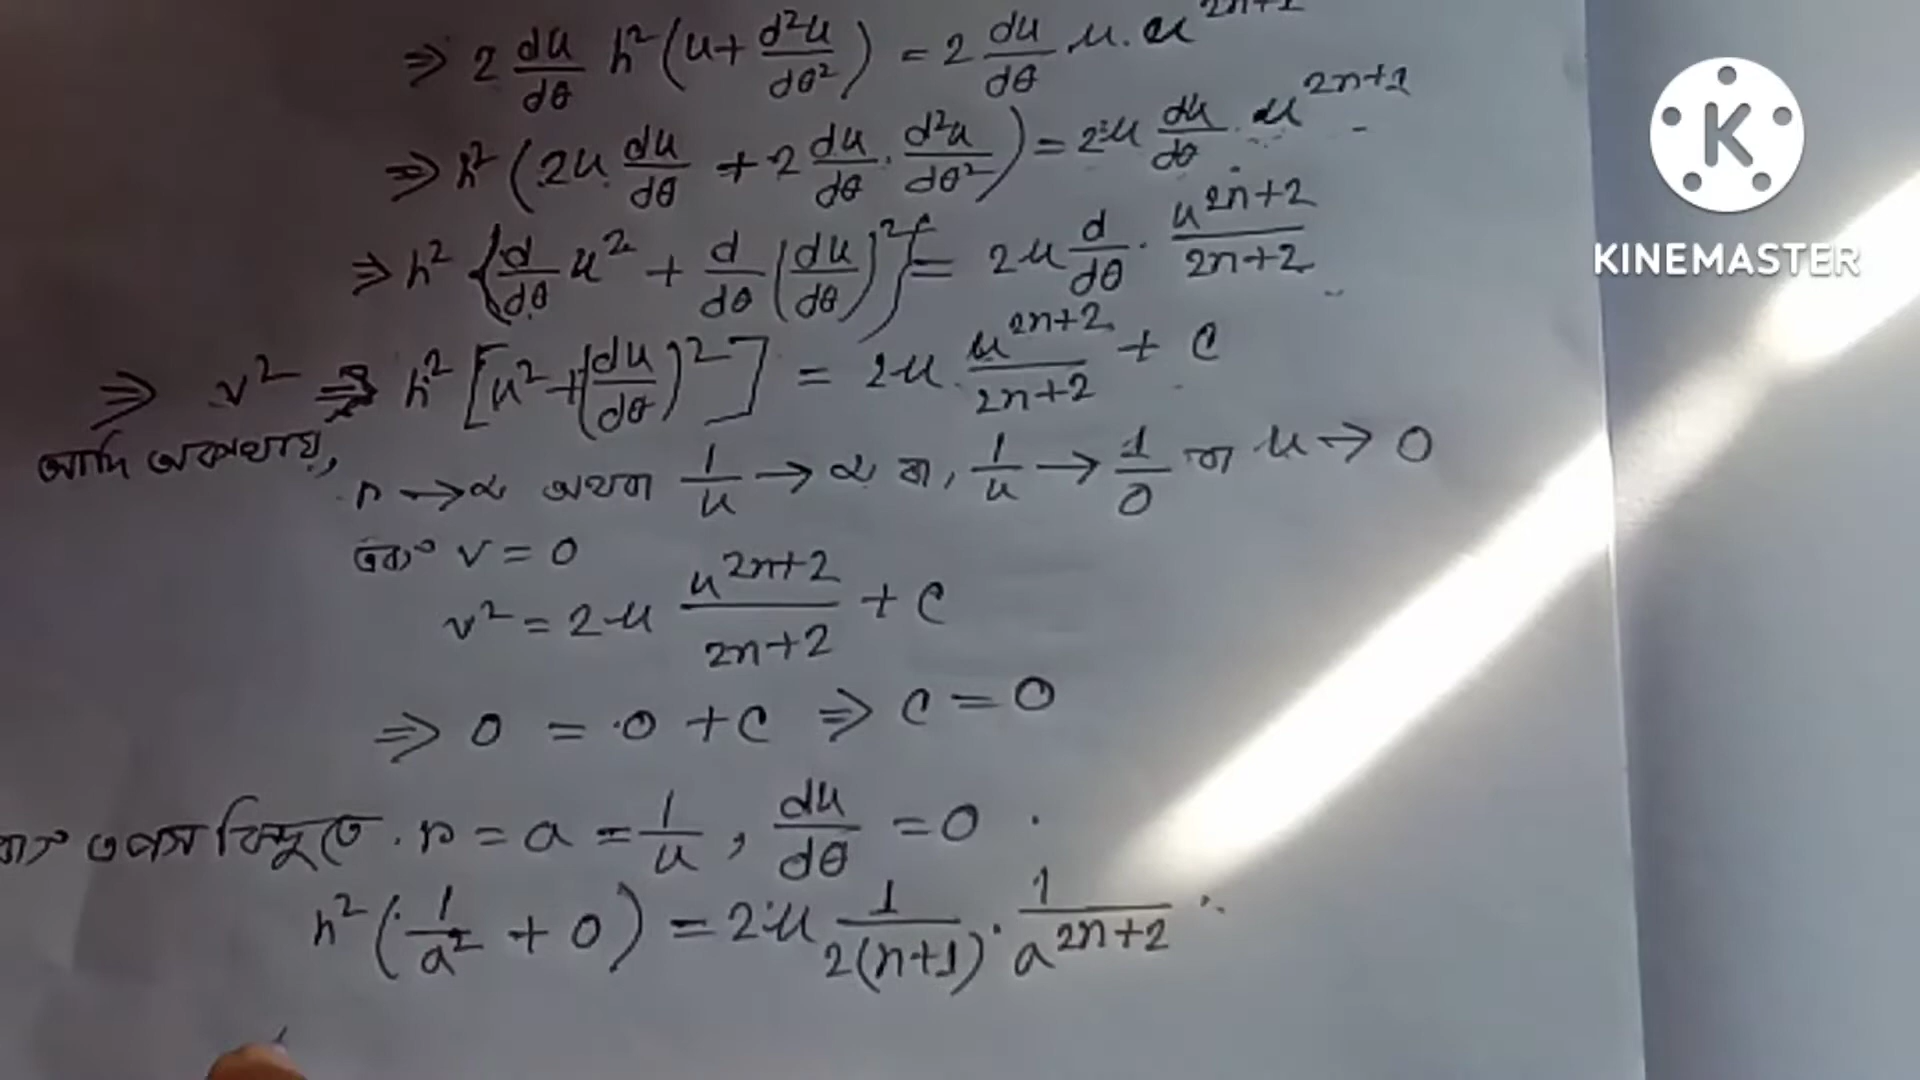 ⇒ 2 du/dθ h²(u + d²u/dθ²) = 2 du/dθ μ. u^2n+1
⇒ h² (2u du/dθ + 2 du/dθ . d²u/dθ²) = 2μ du/dθ . u^2n+1
⇒ h² {d/dθ u² + d/dθ (du/dθ)²} = 2μ d/dθ . u^2n+2/2n+2
⇒ v² = h² [u² + (du/dθ)²] = 2μ . u^2n+2/2n+2 + c
আদি অবস্থায়,
r → ∝ অথবা 1/u → ∝ বা, 1/u → 1/0 বা u → 0
এবং v = 0
v² = 2μ u^2n+2/2n+2 + c
⇒ 0 = 0 + c ⇒ c = 0
অপস বিন্দুতে. r = a = 1/u, du/dθ = 0
h² (1/a² + 0) = 2μ 1/2(n+1) . 1/a^2n+2
KINEMASTER